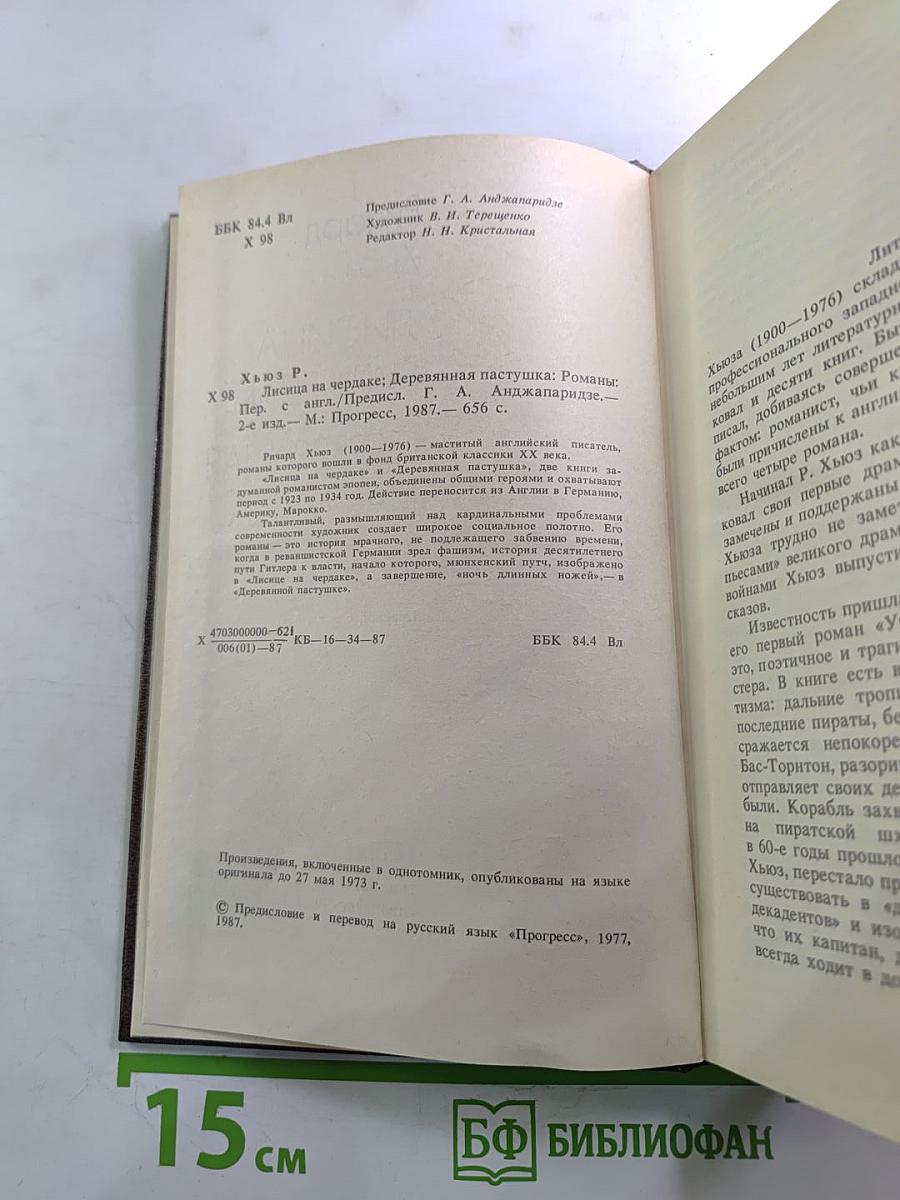 ББК 84.4 Вл
Х 98
Предисловие Г. А. Анджапаридзе
Художник В. И. Терещенко
Редактор Н. Н. Кристальная
Хьюз Р.
Х 98 Лисица на чердаке; Деревянная пастушка: Романы:
Пер. с англ./Предисл. Г. А. Анджапаридзе.—
2-е изд.— М.: Прогресс, 1987.— 656 с.
Ричард Хьюз (1900—1976) — маститый английский писатель,
романы которого вошли в фонд британской классики XX века.
«Лисица на чердаке» и «Деревянная пастушка», две книги за-
думанной романистом эпопеи, объединены общими героями и охватывают
период с 1923 по 1934 год. Действие переносится из Англии в Германию,
Америку, Марокко.
Талантливый, размышляющий над кардинальными проблемами
современности художник создает широкое социальное полотно. Его
романы — это история мрачного, не подлежащего забвению времени,
когда в реваншистской Германии зрел фашизм, история десятилетнего
пути Гитлера к власти, начало которого, мюнхенский путч, изображено
в «Лисице на чердаке», а завершение, «ночь длинных ножей»,— в
«Деревянной пастушке».
Х 4703000000—621
006(01)—87 КБ—16—34—87
ББК 84.4 Вл
Произведения, включенные в однотомник, опубликованы на языке
оригинала до 27 мая 1973 г.
© Предисловие и перевод на русский язык «Прогресс», 1977,
1987.
Лит
Хьюза (1900—1976) склад
профессионального западн
небольшим лет литературн
ковал и десяти книг. Бы
писал, добиваясь соверше
фактом: романист, чьи к
были причислены к англи
всего четыре романа.
Начинал Р. Хьюз как
ковал свои первые драм
замечены и поддержаны
Хьюза трудно не замет
пьесами» великого драм
войнами Хьюз выпусти
сказов.
Известность пришла
его первый роман «У
это, поэтичное и траги
стера. В книге есть в
тизма: дальние тропи
последние пираты, бе
сражается непокоре
Бас-Торнтон, разори
отправляет своих де
были. Корабль захв
на пиратской шх
в 60-е годы прошло
Хьюз, перестало пр
существовать в «д
декадентов» и изо
что их капитан, д
всегда ходит в до
15 см
БФ БИБЛИОФАН